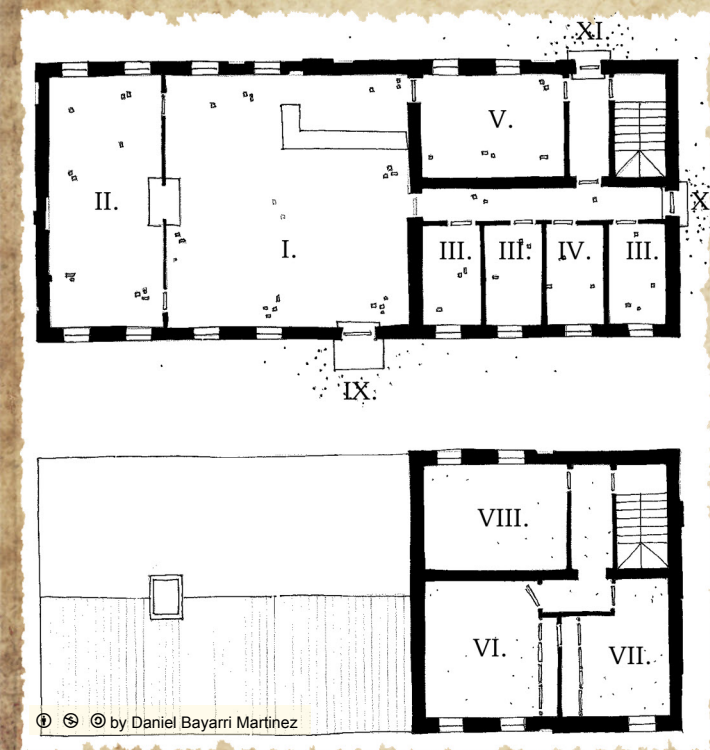 XI.
V.
II.
X
III.
III.
IV.
III.
I.
IX.
VIII.
VI.
VII.
by Daniel Bayarri Martinez